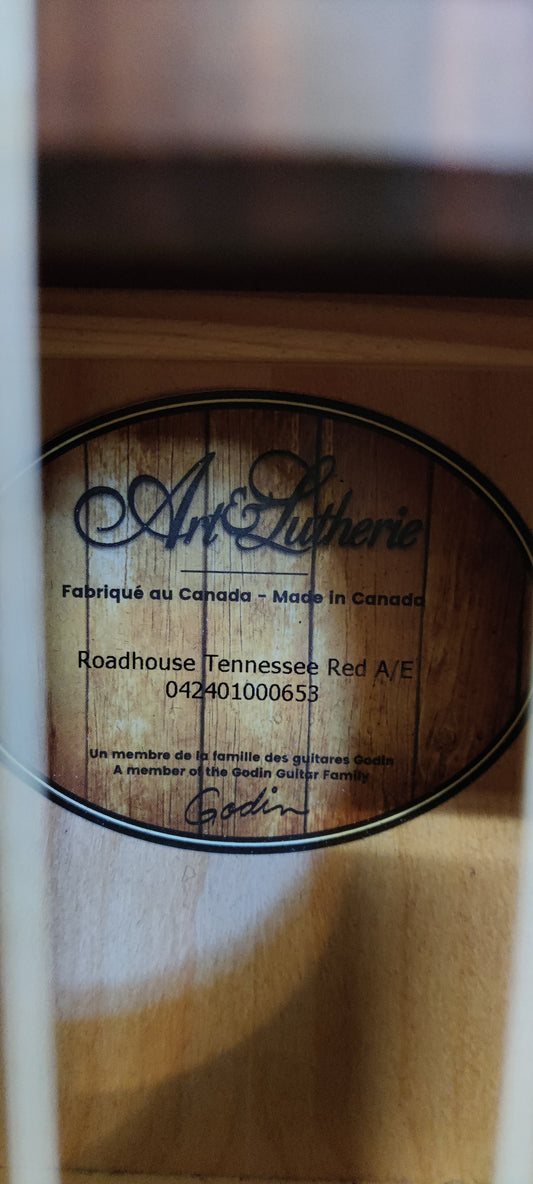 Art & Lutherie
Fabriqué au Canada - Made in Canada
Roadhouse Tennessee Red A/E
042401000653
Un membre de la famille des guitares Godin
A member of the Godin Guitar Family
Godin